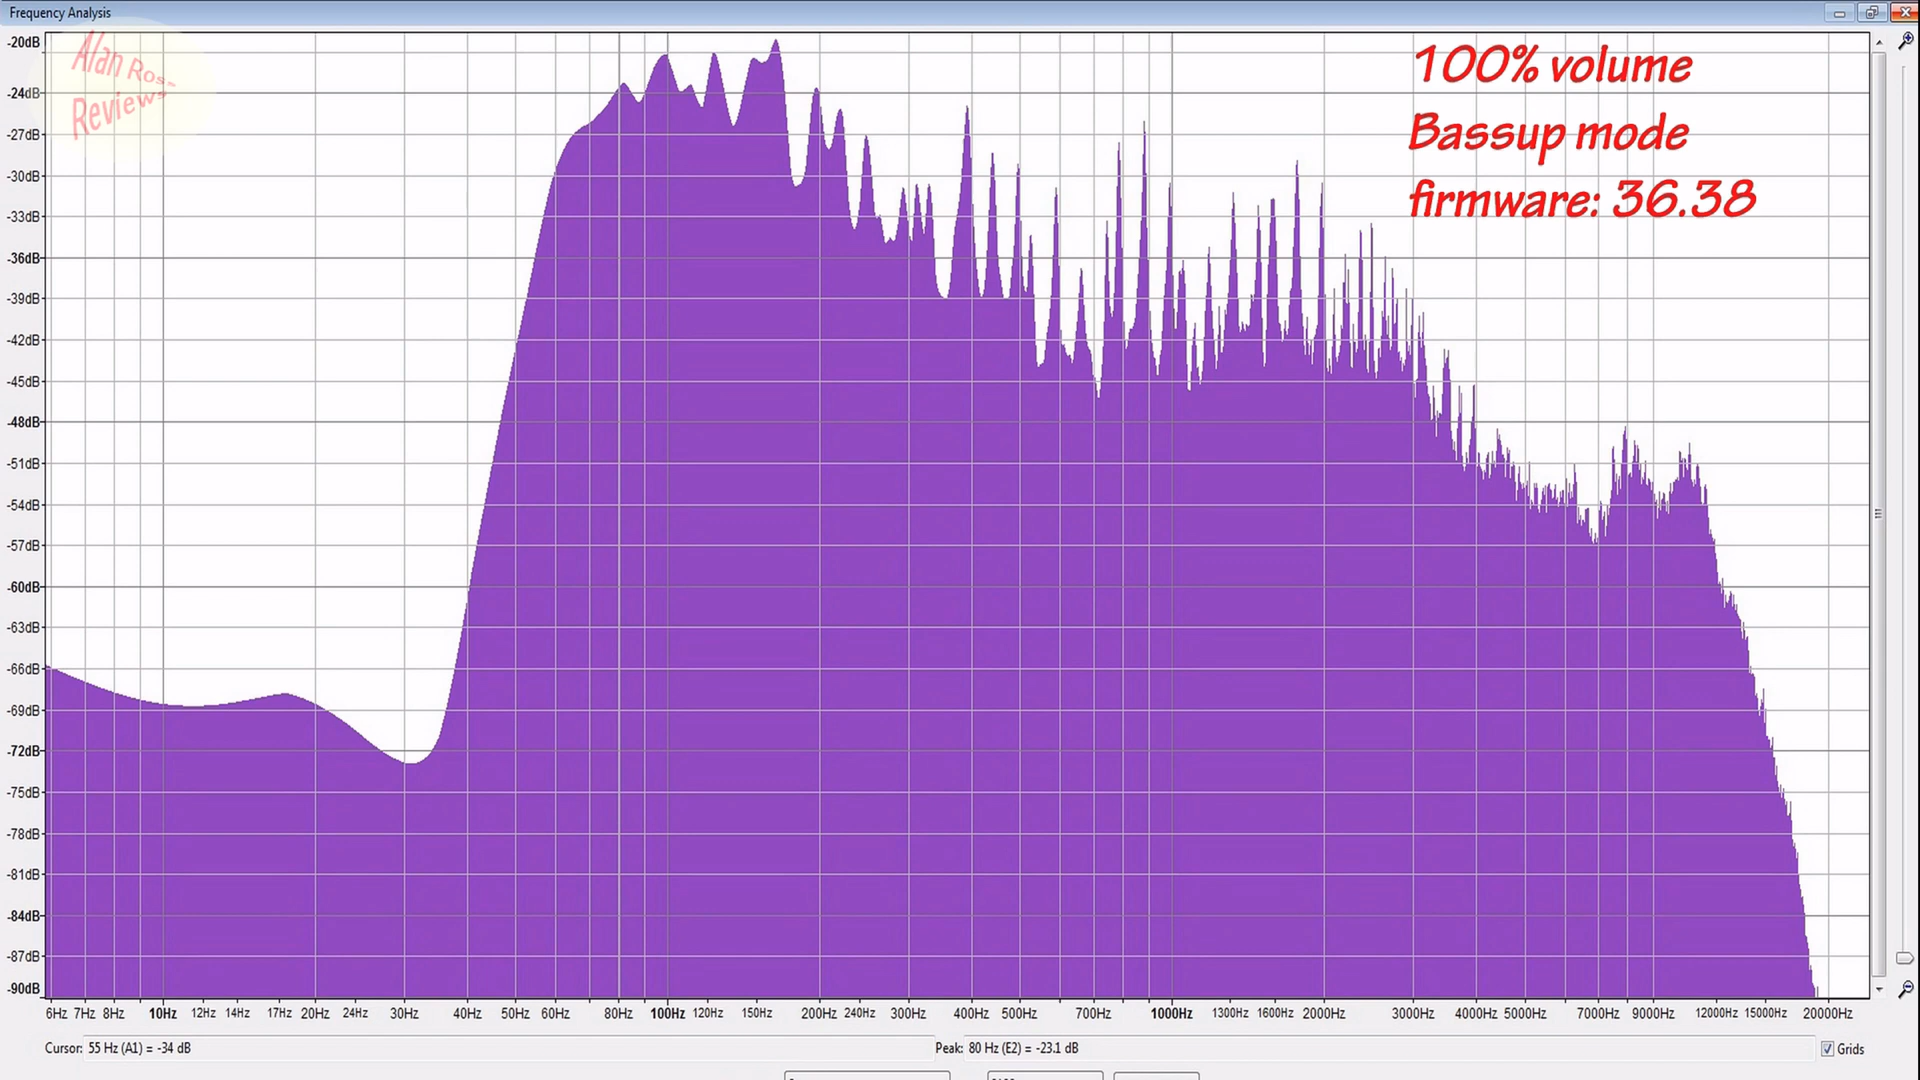 Frequency Analysis
Alan Ross
Reviews
100% volume
Bassup mode
firmware: 36.38
-20dB
-24dB
-27dB
-30dB
-33dB
-36dB
-39dB
-42dB
-45dB
-48dB
-51dB
-54dB
-57dB
-60dB
-63dB
-66dB
-69dB
-72dB
-75dB
-78dB
-81dB
-84dB
-87dB
-90dB
6Hz 7Hz 8Hz 10Hz 12Hz 14Hz 17Hz 20Hz 24Hz 30Hz 40Hz 50Hz 60Hz 80Hz 100Hz 120Hz 150Hz 200Hz 240Hz 300Hz 400Hz 500Hz 700Hz 1000Hz 1300Hz 1600Hz 2000Hz 3000Hz 4000Hz 5000Hz 7000Hz 9000Hz 12000Hz 15000Hz 20000Hz
Cursor: 55 Hz (A1) = -34 dB Peak: 80 Hz (E2) = -23.1 dB Grids